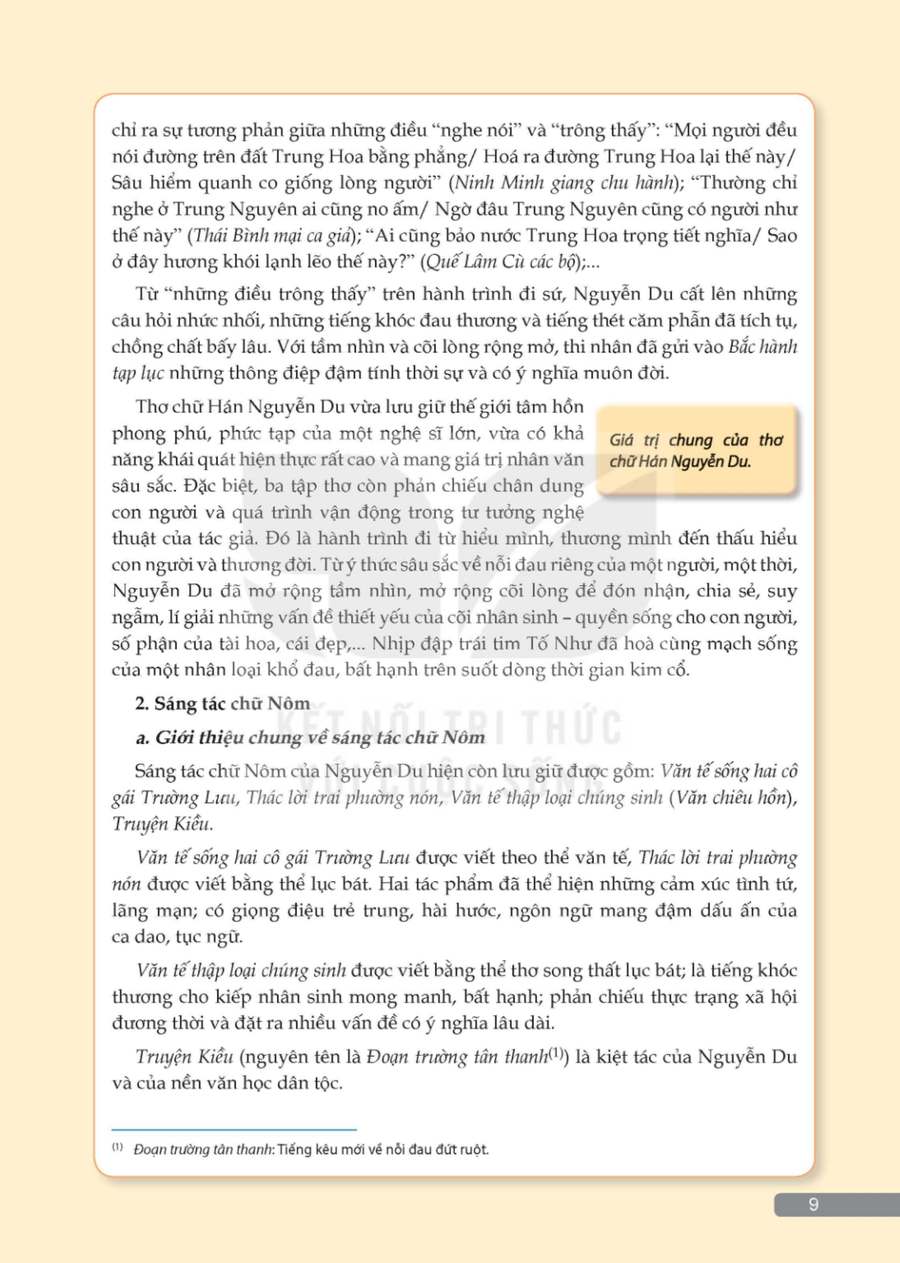 chỉ ra sự tương phản giữa những điều “nghe nói” và “trông thấy”: “Mọi người đều
nói đường trên đất Trung Hoa bằng phẳng/ Hoá ra đường Trung Hoa lại thế này/
Sâu hiểm quanh co giống lòng người” (Ninh Minh giang chu hành); “Thường chỉ
nghe ở Trung Nguyên ai cũng no ấm/ Ngờ đâu Trung Nguyên cũng có người như
thế này” (Thái Bình mại ca giả); “Ai cũng bảo nước Trung Hoa trọng tiết nghĩa/ Sao
ở đây hương khói lạnh lẽo thế này?” (Quế Lâm Cù các bộ);...
Từ “những điều trông thấy” trên hành trình đi sứ, Nguyễn Du cất lên những
câu hỏi nhức nhối, những tiếng khóc đau thương và tiếng thét căm phẫn đã tích tụ,
chồng chất bấy lâu. Với tầm nhìn và cõi lòng rộng mở, thi nhân đã gửi vào Bắc hành
tạp lục những thông điệp đậm tính thời sự và có ý nghĩa muôn đời.
Thơ chữ Hán Nguyễn Du vừa lưu giữ thế giới tâm hồn
phong phú, phức tạp của một nghệ sĩ lớn, vừa có khả
năng khái quát hiện thực rất cao và mang giá trị nhân văn
sâu sắc. Đặc biệt, ba tập thơ còn phản chiếu chân dung
con người và quá trình vận động trong tư tưởng nghệ
thuật của tác giả. Đó là hành trình đi từ hiểu mình, thương mình đến thấu hiểu
con người và thương đời. Từ ý thức sâu sắc về nỗi đau riêng của một người, một thời,
Nguyễn Du đã mở rộng tầm nhìn, mở rộng cõi lòng để đón nhận, chia sẻ, suy
ngẫm, lí giải những vấn đề thiết yếu của cõi nhân sinh – quyền sống cho con người,
số phận của tài hoa, cái đẹp,... Nhịp đập trái tim Tố Như đã hoà cùng mạch sống
của một nhân loại khổ đau, bất hạnh trên suốt dòng thời gian kim cổ.
Giá trị chung của thơ
chữ Hán Nguyễn Du.
2. Sáng tác chữ Nôm
a. Giới thiệu chung về sáng tác chữ Nôm
KẾT NỐI TRI THỨC
VỚI CUỘC SỐNG
Sáng tác chữ Nôm của Nguyễn Du hiện còn lưu giữ được gồm: Văn tế sống hai cô
gái Trường Lưu, Thác lời trai phường nón, Văn tế thập loại chúng sinh (Văn chiêu hồn),
Truyện Kiều.
Văn tế sống hai cô gái Trường Lưu được viết theo thể văn tế, Thác lời trai phường
nón được viết bằng thể lục bát. Hai tác phẩm đã thể hiện những cảm xúc tình tứ,
lãng mạn; có giọng điệu trẻ trung, hài hước, ngôn ngữ mang đậm dấu ấn của
ca dao, tục ngữ.
Văn tế thập loại chúng sinh được viết bằng thể thơ song thất lục bát; là tiếng khóc
thương cho kiếp nhân sinh mong manh, bất hạnh; phản chiếu thực trạng xã hội
đương thời và đặt ra nhiều vấn đề có ý nghĩa lâu dài.
Truyện Kiều (nguyên tên là Đoạn trường tân thanh(1)) là kiệt tác của Nguyễn Du
và của nền văn học dân tộc.
(1) Đoạn trường tân thanh: Tiếng kêu mới về nỗi đau đứt ruột.
9